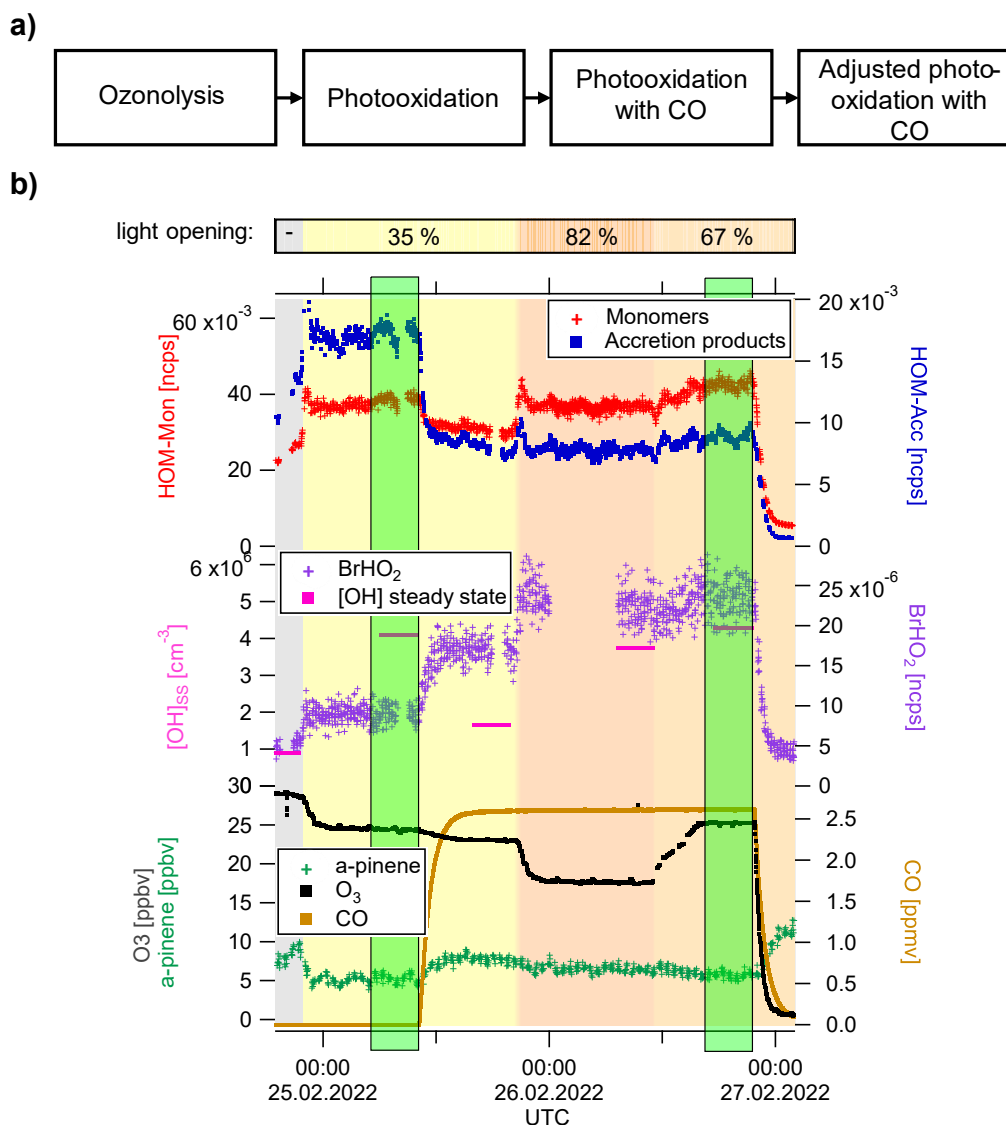 a)
Ozonolysis
Photooxidation
Photooxidation
with CO
Adjusted photo-
oxidation with
CO
b)
light opening:
-
35 %
82 %
67 %
60 x10⁻³
40
20
0
HOM-Mon [ncps]
Monomers
Accretion products
20 x10⁻³
15
10
5
0
HOM-Acc [ncps]
6 x10⁶
5
4
3
2
1
[OH]SS [cm⁻³]
BrHO₂
[OH] steady state
25 x10⁻⁶
20
15
10
5
0
BrHO₂ [ncps]
30
25
20
15
10
5
0
O3 [ppbv]
a-pinene [ppbv]
a-pinene
O₃
CO
2.5
2.0
1.5
1.0
0.5
0.0
CO [ppmv]
00:00
25.02.2022
00:00
26.02.2022
00:00
27.02.2022
UTC